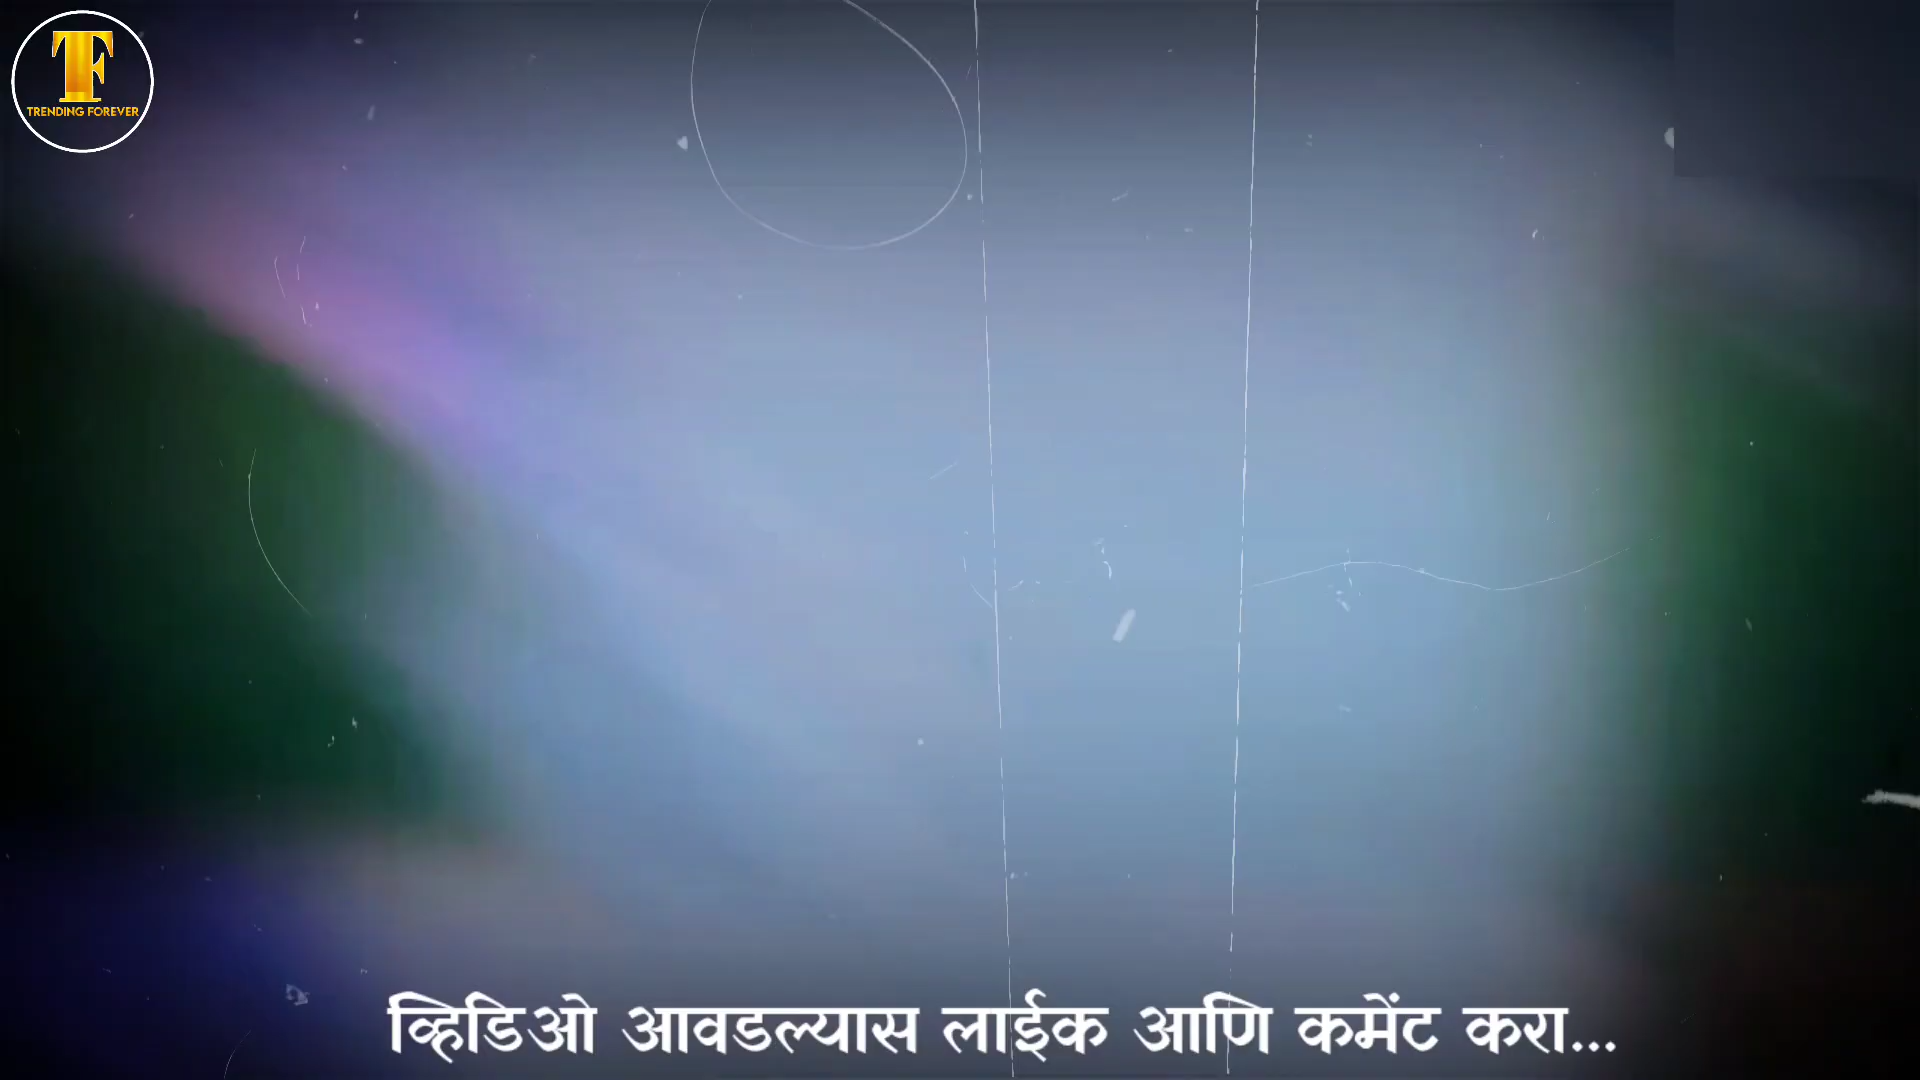 TF
TRENDING FOREVER
व्हिडिओ आवडल्यास लाईक आणि कमेंट करा...